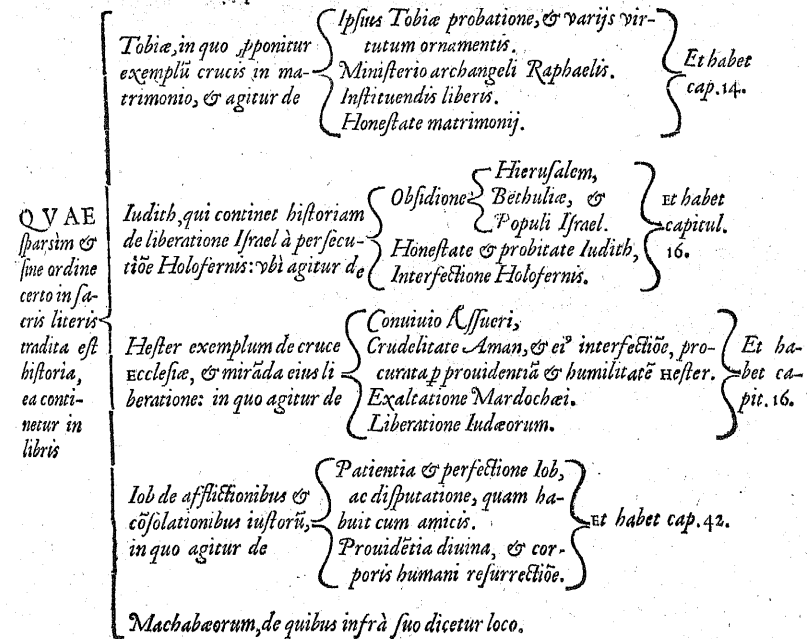 QVAE
sparsim &
sine ordine
certo in sa-
cris literis
tradita est
historia,
ea conti-
netur in
libris
Tobiæ, in quo ꝓponitur
exemplũ crucis in ma-
trimonio, & agitur de
Ipsius Tobiæ probatione, & varijs vir-
tutum ornamentis.
Ministerio archangeli Raphaelis.
Instituendis liberis.
Honestate matrimonij.
Et habet
cap. 14.
Iudith, qui continet historiam
de liberatione Israel à persecu-
tiõe Holofernis: vbi agitur de
Obsidione
Hierusalem,
Bethuliæ, &
Populi Israel.
Honestate & probitate Iudith,
Interfectione Holofernis.
Et habet
capitul.
16.
Hester exemplum de cruce
Ecclesiæ, & mirãda eius li
beratione: in quo agitur de
Conuiuio Assueri,
Crudelitate Aman, & eiꝰ interfectiõe, pro-
curata ꝑ prouidentiã & humilitatẽ Hester.
Exaltatione Mardochæi.
Liberatione Iudæorum.
Et ha-
bet ca-
pit. 16.
Iob de afflictionibus &
cõsolationibus iustorũ,
in quo agitur de
Patientia & perfectione Iob,
ac disputatione, quam ha-
buit cum amicis.
Prouidẽtia diuina, & cor-
poris humani resurrectiõe.
Et habet cap. 42.
Machabæorum, de quibus infrà suo dicetur loco.